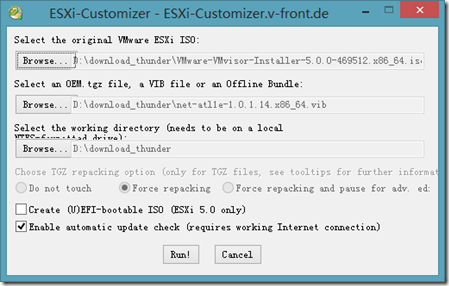 ESXi-Customizer - ESXi-Customizer.v-front.de
Select the original VMware ESXi ISO:
Browse... D:\download_thunder\VMware-VMvisor-Installer-5.0.0-469512.x86_64.iso
Select an OEM.tgz file, a VIB file or an Offline Bundle:
Browse... D:\download_thunder\net-atl1e-1.0.1.14.x86_64.vib
Select the working directory (needs to be on a local
NTFS-formatted drive):
Browse... D:\download_thunder
Choose TGZ repacking option (only for TGZ files, see tooltips for further informat
Do not touch Force repacking Force repacking and pause for adv. ed:
Create (U)EFI-bootable ISO (ESXi 5.0 only)
Enable automatic update check (requires working Internet connection)
Run! Cancel